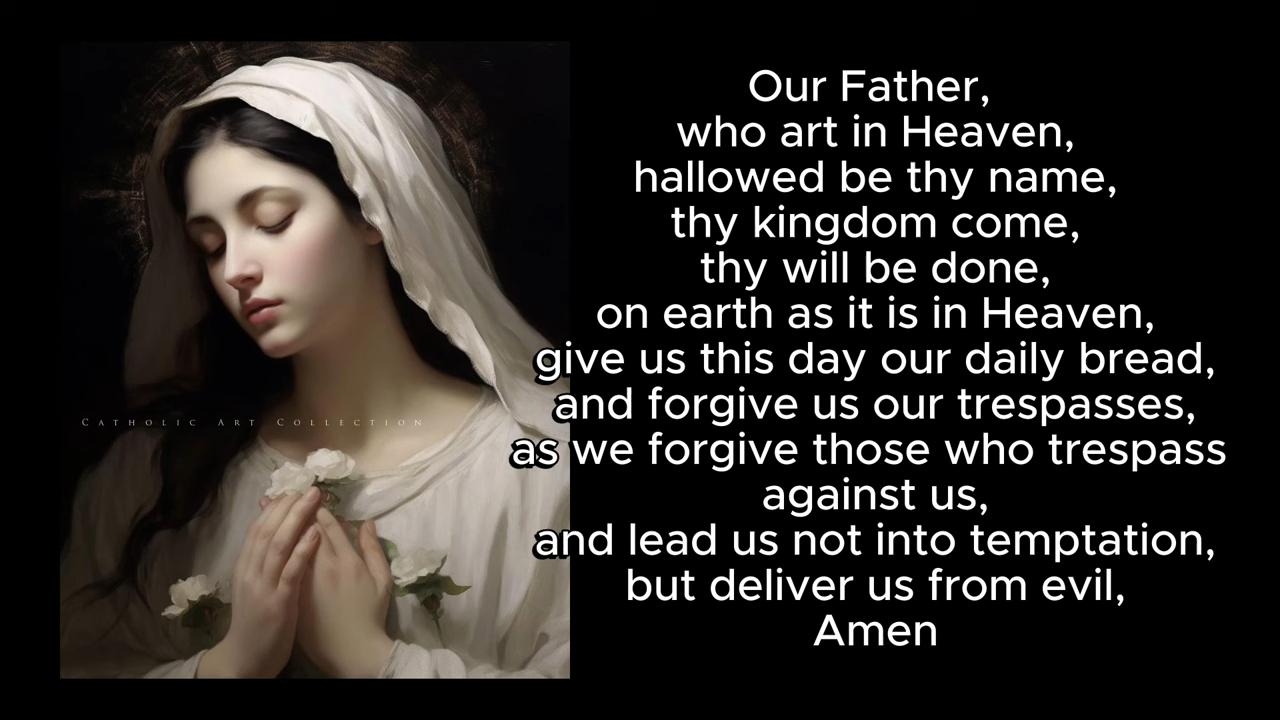 Our Father,
who art in Heaven,
hallowed be thy name,
thy kingdom come,
thy will be done,
on earth as it is in Heaven,
give us this day our daily bread,
and forgive us our trespasses,
as we forgive those who trespass
against us,
and lead us not into temptation,
but deliver us from evil,
Amen
CATHOLIC ART COLLECTION